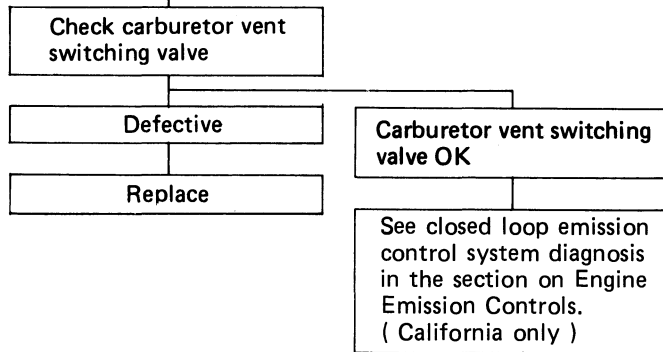 Check carburetor vent
switching valve
Defective
Replace
Carburetor vent switching
valve OK
See closed loop emission
control system diagnosis
in the section on Engine
Emission Controls.
( California only )